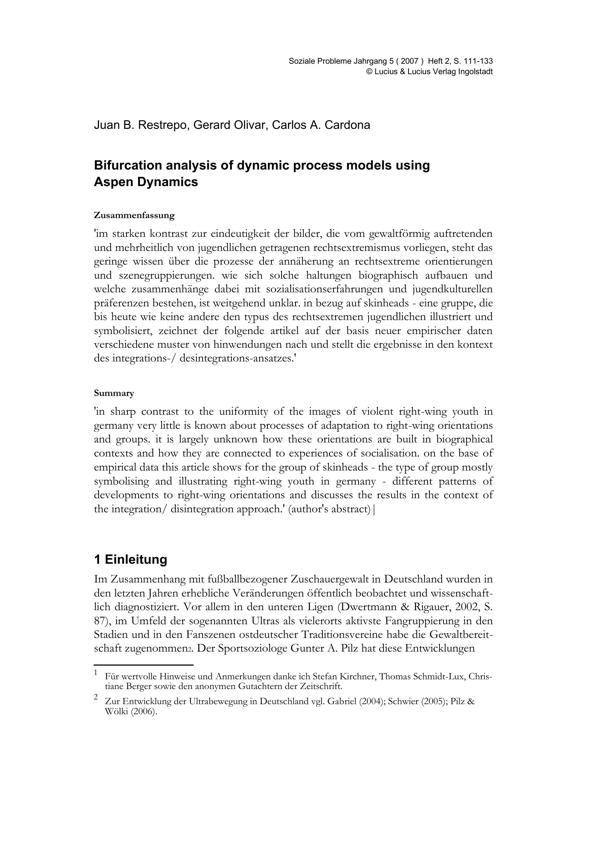 Soziale Probleme Jahrgang 5 ( 2007 ) Heft 2, S. 111-133
© Lucius & Lucius Verlag Ingolstadt
Juan B. Restrepo, Gerard Olivar, Carlos A. Cardona
Bifurcation analysis of dynamic process models using
Aspen Dynamics
Zusammenfassung
'im starken kontrast zur eindeutigkeit der bilder, die vom gewaltförmig auftretenden
und mehrheitlich von jugendlichen getragenen rechtsextremismus vorliegen, steht das
geringe wissen über die prozesse der annäherung an rechtsextreme orientierungen
und szenegruppierungen. wie sich solche haltungen biographisch aufbauen und
welche zusammenhänge dabei mit sozialisationserfahrungen und jugendkulturellen
präferenzen bestehen, ist weitgehend unklar. in bezug auf skinheads - eine gruppe, die
bis heute wie keine andere den typus des rechtsextremen jugendlichen illustriert und
symbolisiert, zeichnet der folgende artikel auf der basis neuer empirischer daten
verschiedene muster von hinwendungen nach und stellt die ergebnisse in den kontext
des integrations-/ desintegrations-ansatzes.'
Summary
'in sharp contrast to the uniformity of the images of violent right-wing youth in
germany very little is known about processes of adaptation to right-wing orientations
and groups. it is largely unknown how these orientations are built in biographical
contexts and how they are connected to experiences of socialisation. on the base of
empirical data this article shows for the group of skinheads - the type of group mostly
symbolising and illustrating right-wing youth in germany - different patterns of
developments to right-wing orientations and discusses the results in the context of
the integration/ disintegration approach.' (author's abstract)|
1 Einleitung
Im Zusammenhang mit fußballbezogener Zuschauergewalt in Deutschland wurden in
den letzten Jahren erhebliche Veränderungen öffentlich beobachtet und wissenschaft-
lich diagnostiziert. Vor allem in den unteren Ligen (Dwertmann & Rigauer, 2002, S.
87), im Umfeld der sogenannten Ultras als vielerorts aktivste Fangruppierung in den
Stadien und in den Fanszenen ostdeutscher Traditionsvereine habe die Gewaltbereit-
schaft zugenommen2. Der Sportsoziologe Gunter A. Pilz hat diese Entwicklungen
1 Für wertvolle Hinweise und Anmerkungen danke ich Stefan Kirchner, Thomas Schmidt-Lux, Chris-
tiane Berger sowie den anonymen Gutachtern der Zeitschrift.
2 Zur Entwicklung der Ultrabewegung in Deutschland vgl. Gabriel (2004); Schwier (2005); Pilz &
Wölki (2006).